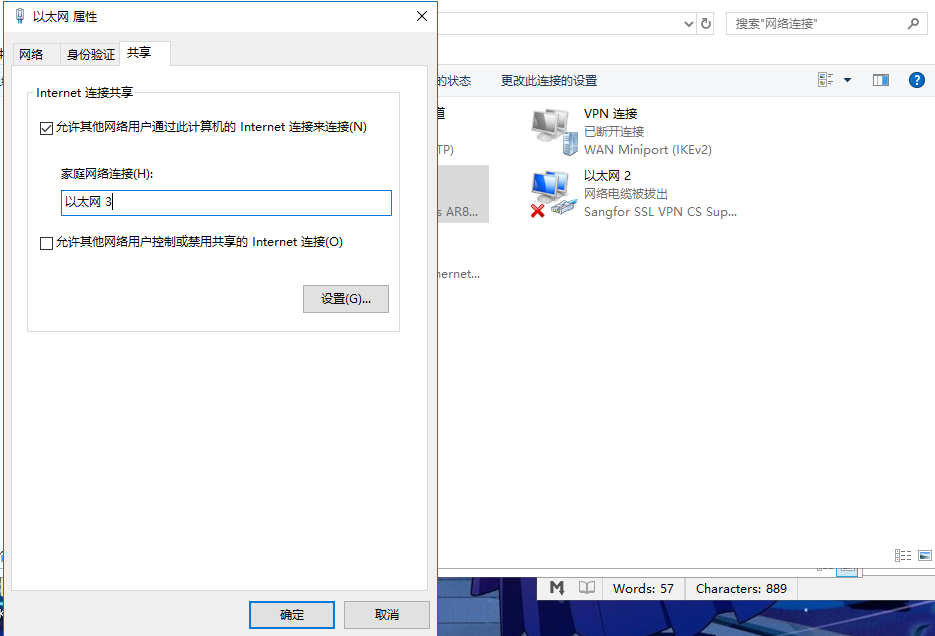 以太网 属性
网络
身份验证
共享
Internet 连接共享
允许其他网络用户通过此计算机的 Internet 连接来连接(N)
家庭网络连接(H):
以太网 3
允许其他网络用户控制或禁用共享的 Internet 连接(O)
设置(G)...
确定
取消
搜索"网络连接"
的状态
更改此连接的设置
道
TP)
s AR8...
ernet...
VPN 连接
已断开连接
WAN Miniport (IKEv2)
以太网 2
网络电缆被拔出
Sangfor SSL VPN CS Sup...
Words: 57
Characters: 889